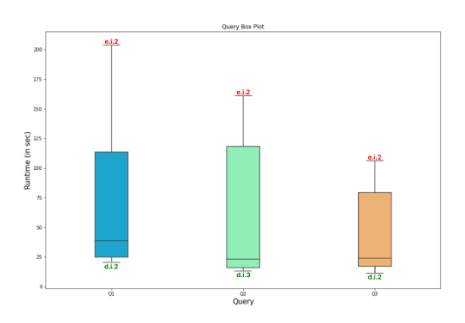 Query Box Plot
Runtime (in sec)
200
175
150
125
100
75
50
25
0
e.i.2
d.i.2
e.i.2
d.i.3
e.i.2
d.i.2
Q1
Q2
Q3
Query